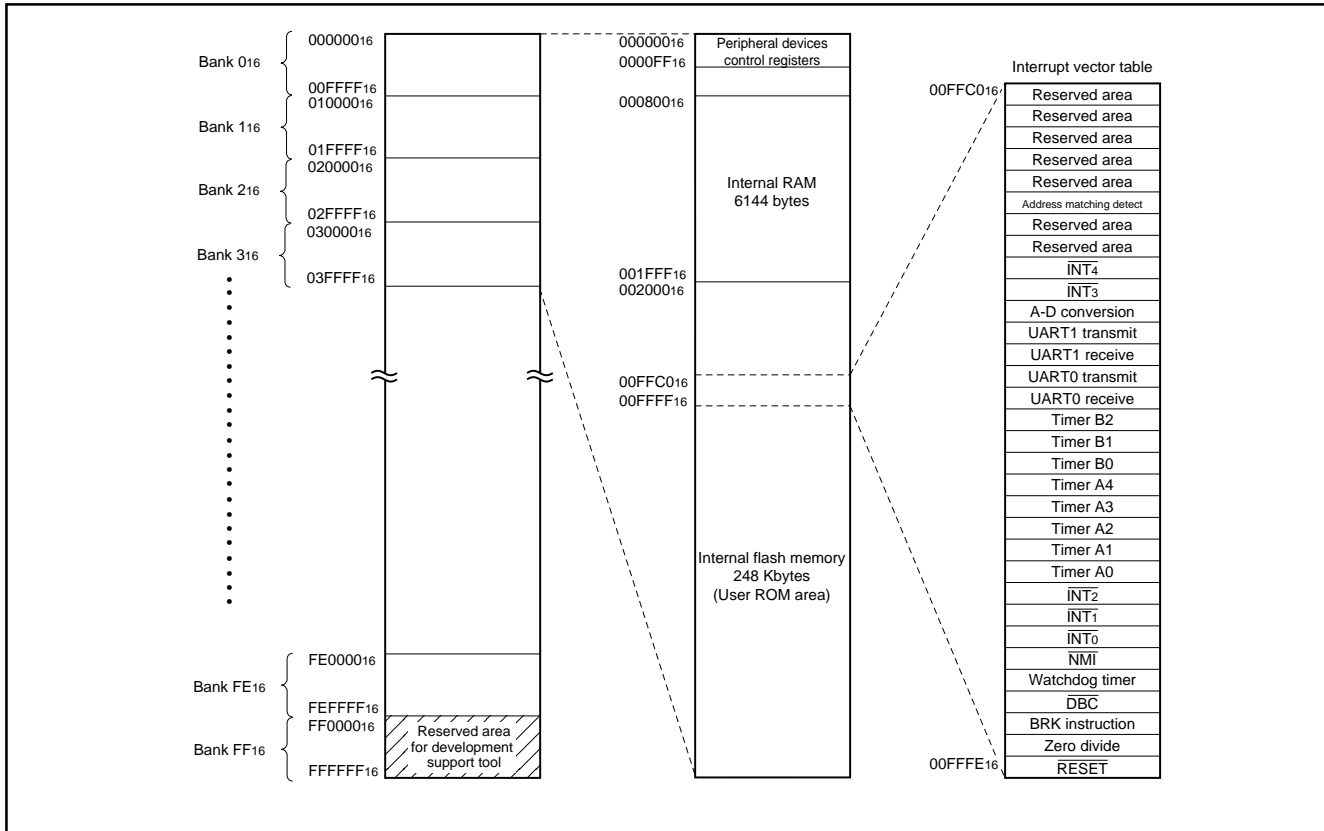 000000₁₆
Bank 0₁₆
00FFFF₁₆
010000₁₆
Bank 1₁₆
01FFFF₁₆
020000₁₆
Bank 2₁₆
02FFFF₁₆
030000₁₆
Bank 3₁₆
03FFFF₁₆
FE0000₁₆
Bank FE₁₆
FEFFFF₁₆
FF0000₁₆
Bank FF₁₆
FFFFFF₁₆
Reserved area
for development
support tool
000000₁₆
0000FF₁₆
Peripheral devices
control registers
000800₁₆
Internal RAM
6144 bytes
001FFF₁₆
002000₁₆
00FFC0₁₆
00FFFF₁₆
Internal flash memory
248 Kbytes
(User ROM area)
Interrupt vector table
00FFC0₁₆
Reserved area
Reserved area
Reserved area
Reserved area
Reserved area
Address matching detect
Reserved area
Reserved area
INT₄
INT₃
A-D conversion
UART1 transmit
UART1 receive
UART0 transmit
UART0 receive
Timer B2
Timer B1
Timer B0
Timer A4
Timer A3
Timer A2
Timer A1
Timer A0
INT₂
INT₁
INT₀
NMI
Watchdog timer
DBC
BRK instruction
Zero divide
00FFFE₁₆
RESET